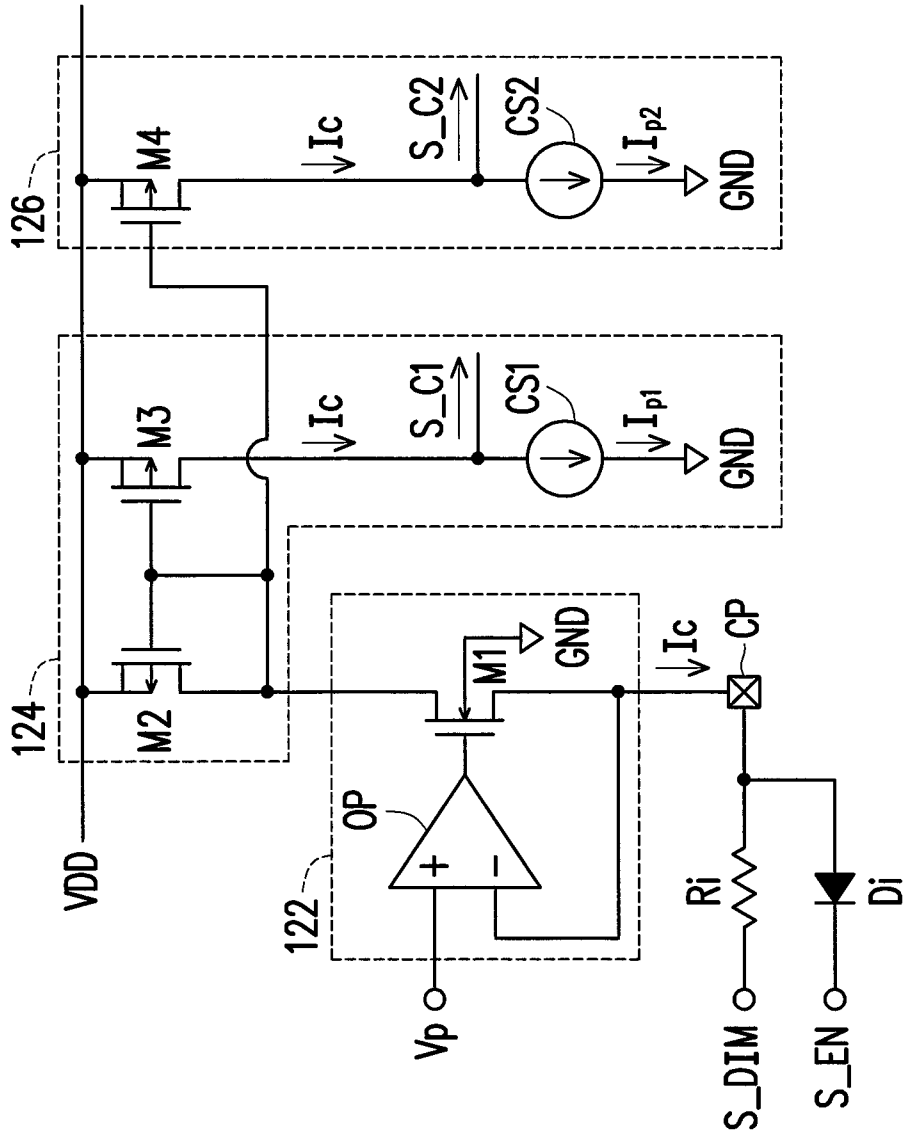 VDD
124
M2
M3
Ic
S_C1
CS1
Ip1
GND
126
M4
Ic
S_C2
CS2
Ip2
GND
122
OP
+
−
M1
GND
Vp
Ic
CP
Ri
S_DIM
Di
S_EN